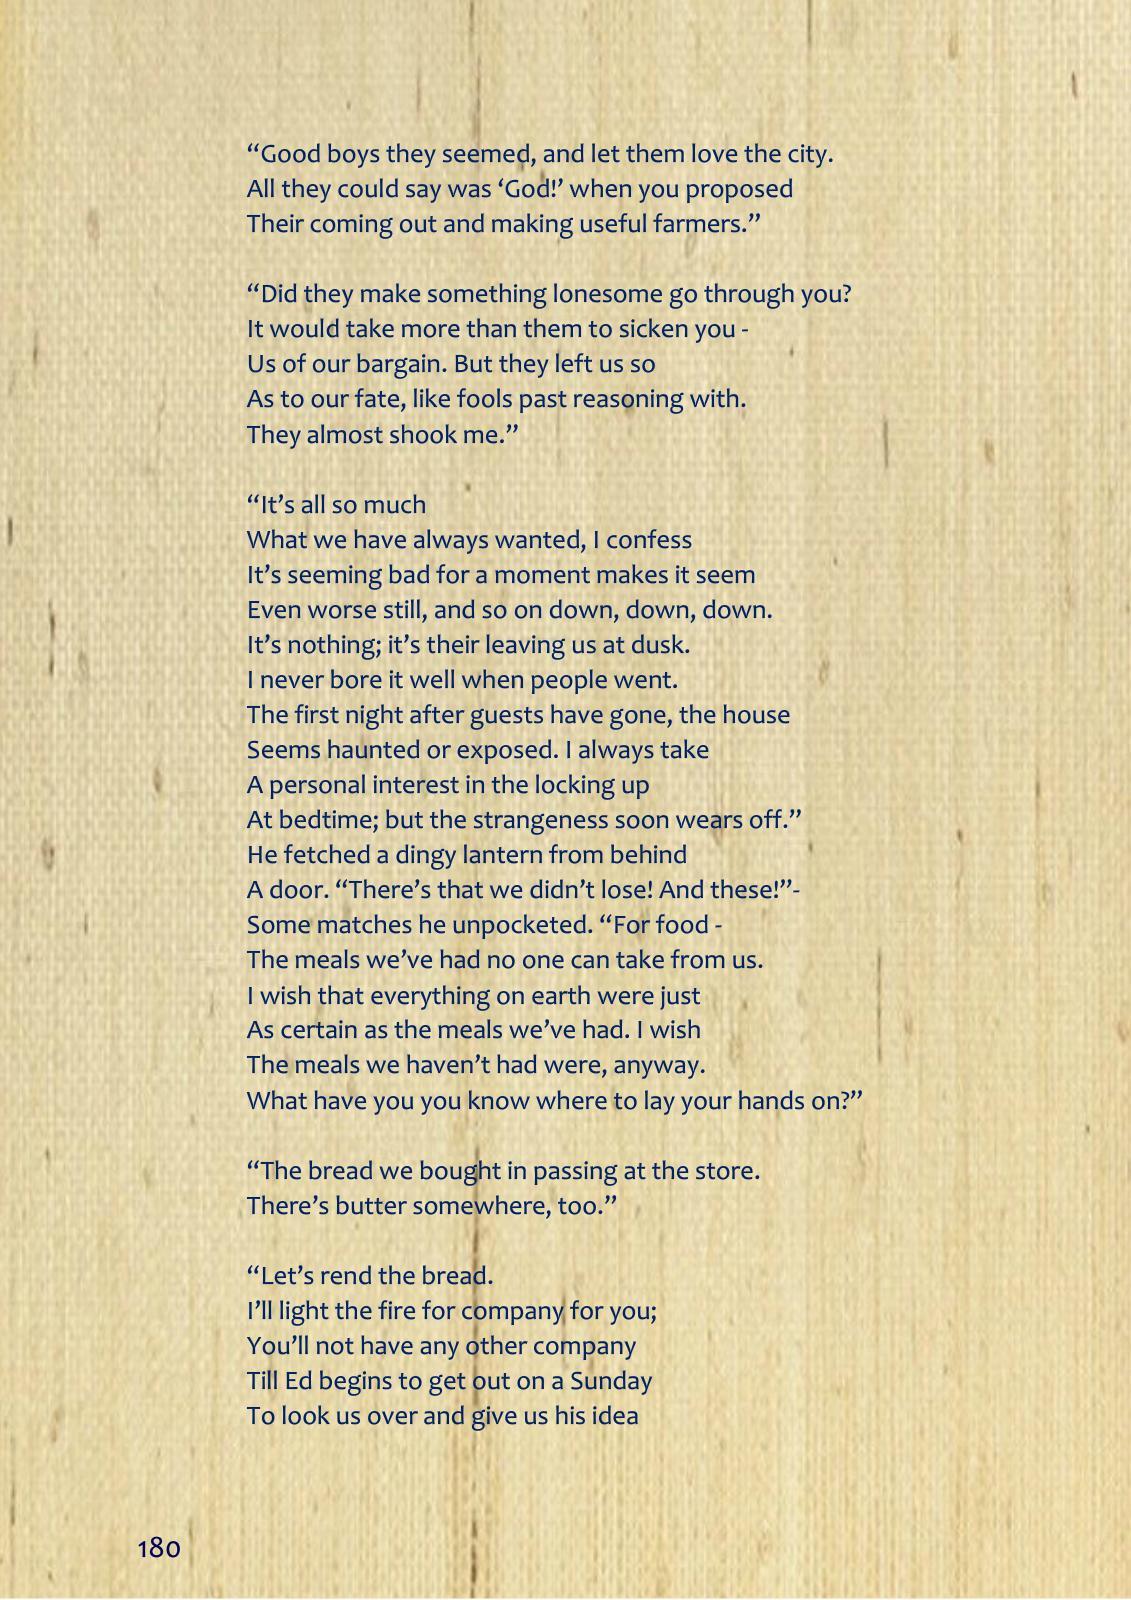 “Good boys they seemed, and let them love the city.
All they could say was ‘God!’ when you proposed
Their coming out and making useful farmers.”
“Did they make something lonesome go through you?
It would take more than them to sicken you -
Us of our bargain. But they left us so
As to our fate, like fools past reasoning with.
They almost shook me.”
“It’s all so much
What we have always wanted, I confess
It’s seeming bad for a moment makes it seem
Even worse still, and so on down, down, down.
It’s nothing; it’s their leaving us at dusk.
I never bore it well when people went.
The first night after guests have gone, the house
Seems haunted or exposed. I always take
A personal interest in the locking up
At bedtime; but the strangeness soon wears off.”
He fetched a dingy lantern from behind
A door. “There’s that we didn’t lose! And these!”-
Some matches he unpocketed. “For food -
The meals we’ve had no one can take from us.
I wish that everything on earth were just
As certain as the meals we’ve had. I wish
The meals we haven’t had were, anyway.
What have you you know where to lay your hands on?”
“The bread we bought in passing at the store.
There’s butter somewhere, too.”
“Let’s rend the bread.
I’ll light the fire for company for you;
You’ll not have any other company
Till Ed begins to get out on a Sunday
To look us over and give us his idea
180